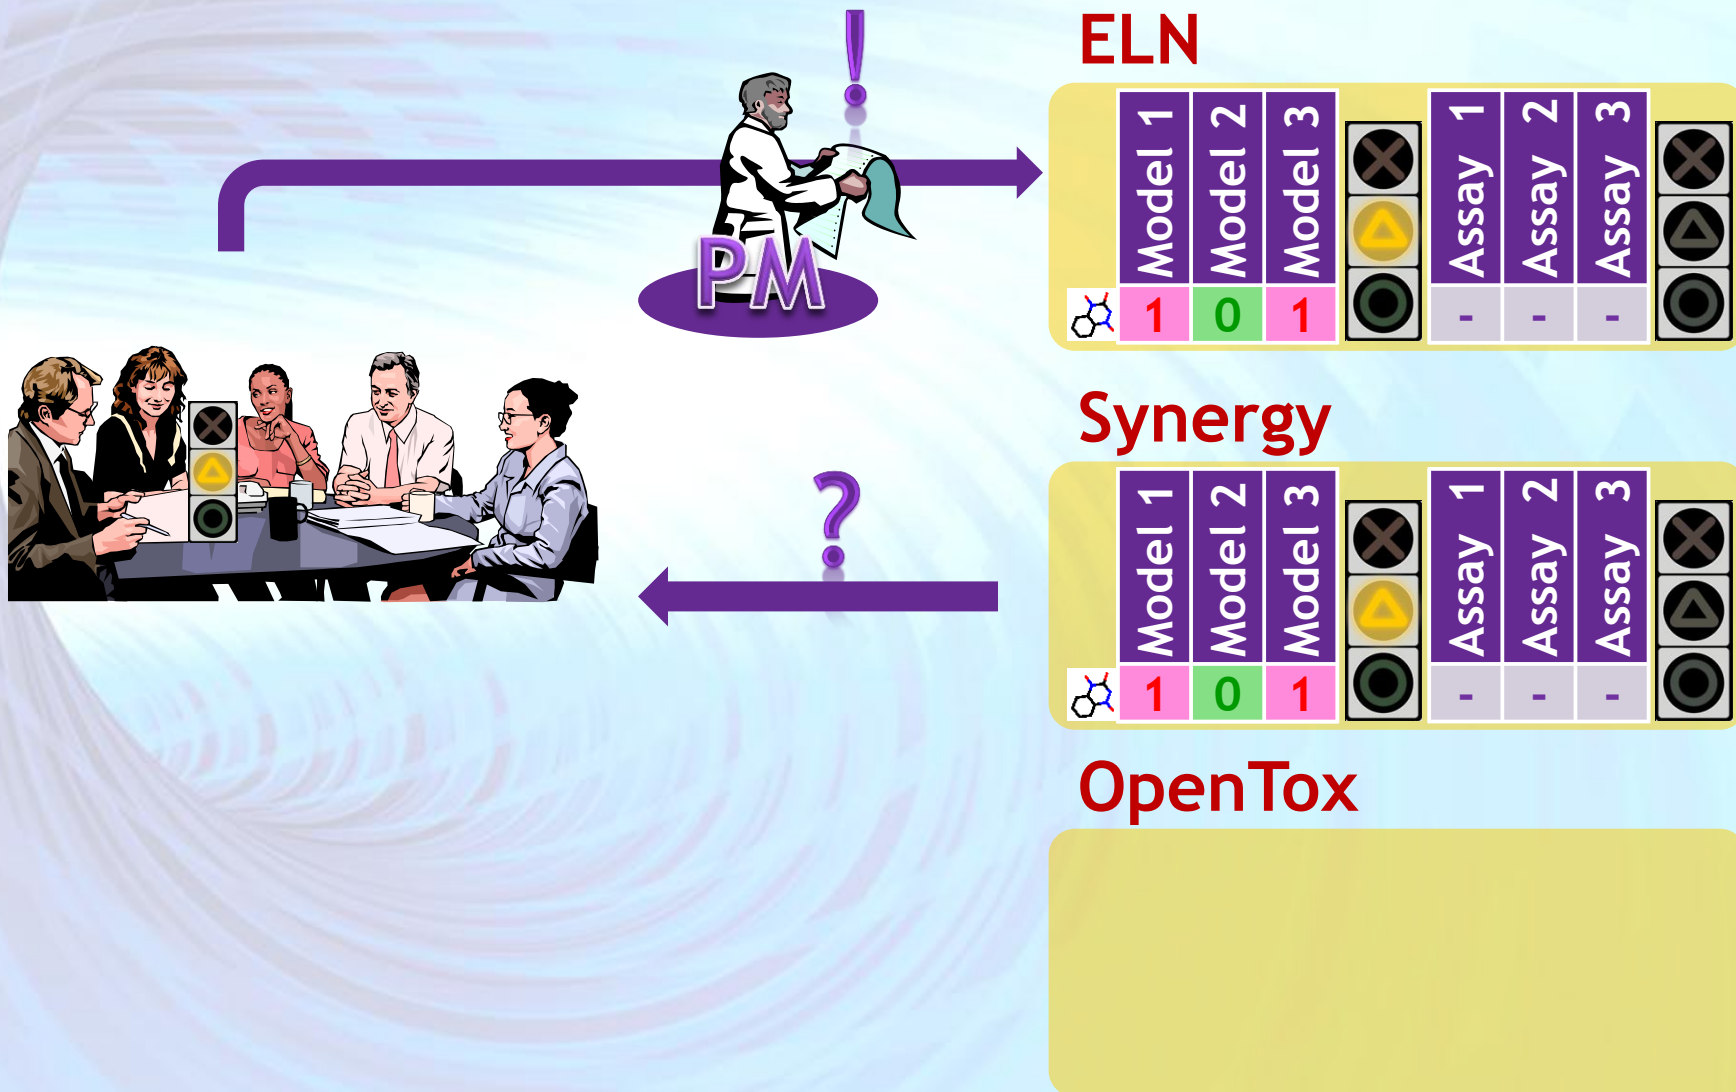 !
PM
?
ELN
Model 1 Model 2 Model 3 Assay 1 Assay 2 Assay 3
1 0 1 - - -
Synergy
Model 1 Model 2 Model 3 Assay 1 Assay 2 Assay 3
1 0 1 - - -
OpenTox